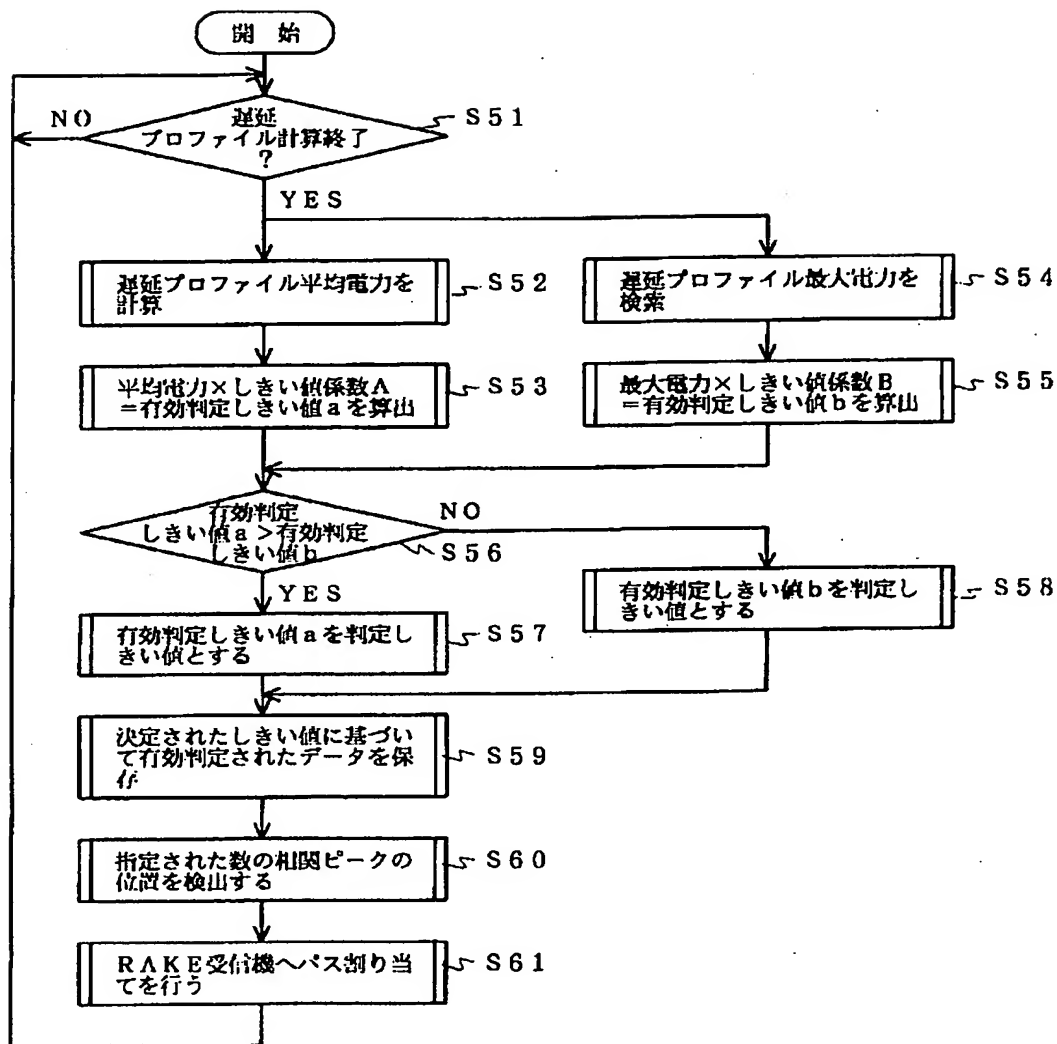 開 始
NO
遅延
プロファイル計算終了
?
S51
YES
遅延プロファイル平均電力を
計算
S52
遅延プロファイル最大電力を
検索
S54
平均電力×しきい値係数A
=有効判定しきい値aを算出
S53
最大電力×しきい値係数B
=有効判定しきい値bを算出
S55
有効判定
しきい値a>有効判定
しきい値b
NO
S56
YES
有効判定しきい値bを判定し
きい値とする
S58
有効判定しきい値aを判定し
きい値とする
S57
決定されたしきい値に基づい
て有効判定されたデータを保
存
S59
指定された数の相関ピークの
位置を検出する
S60
RAKE受信機へパス割り当
てを行う
S61